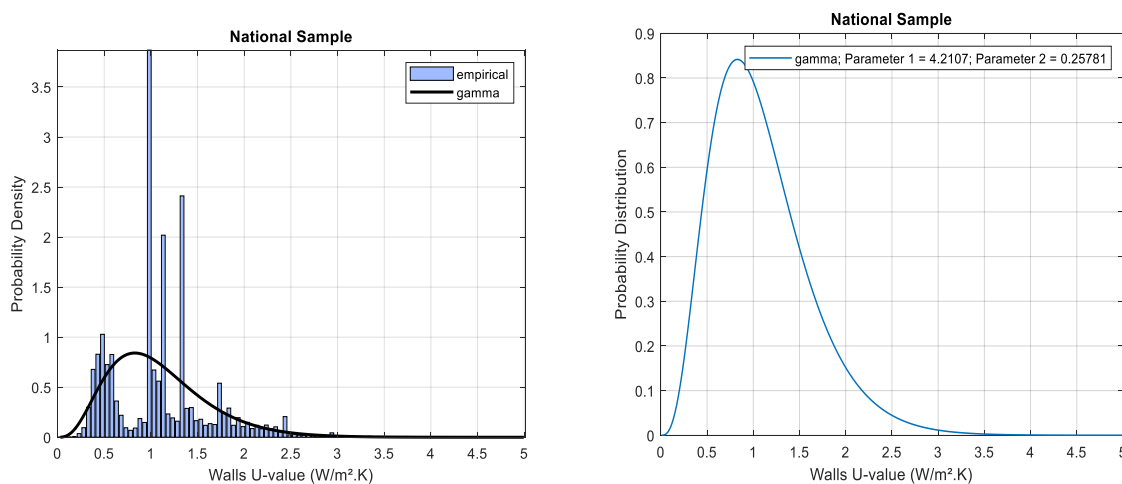 National Sample
Probability Density
3.5
3
2.5
2
1.5
1
0.5
0
0 0.5 1 1.5 2 2.5 3 3.5 4 4.5 5
Walls U-value (W/m².K)
empirical
gamma
National Sample
Probability Distribution
0.9
0.8
0.7
0.6
0.5
0.4
0.3
0.2
0.1
0
0 0.5 1 1.5 2 2.5 3 3.5 4 4.5 5
Walls U-value (W/m².K)
gamma; Parameter 1 = 4.2107; Parameter 2 = 0.25781